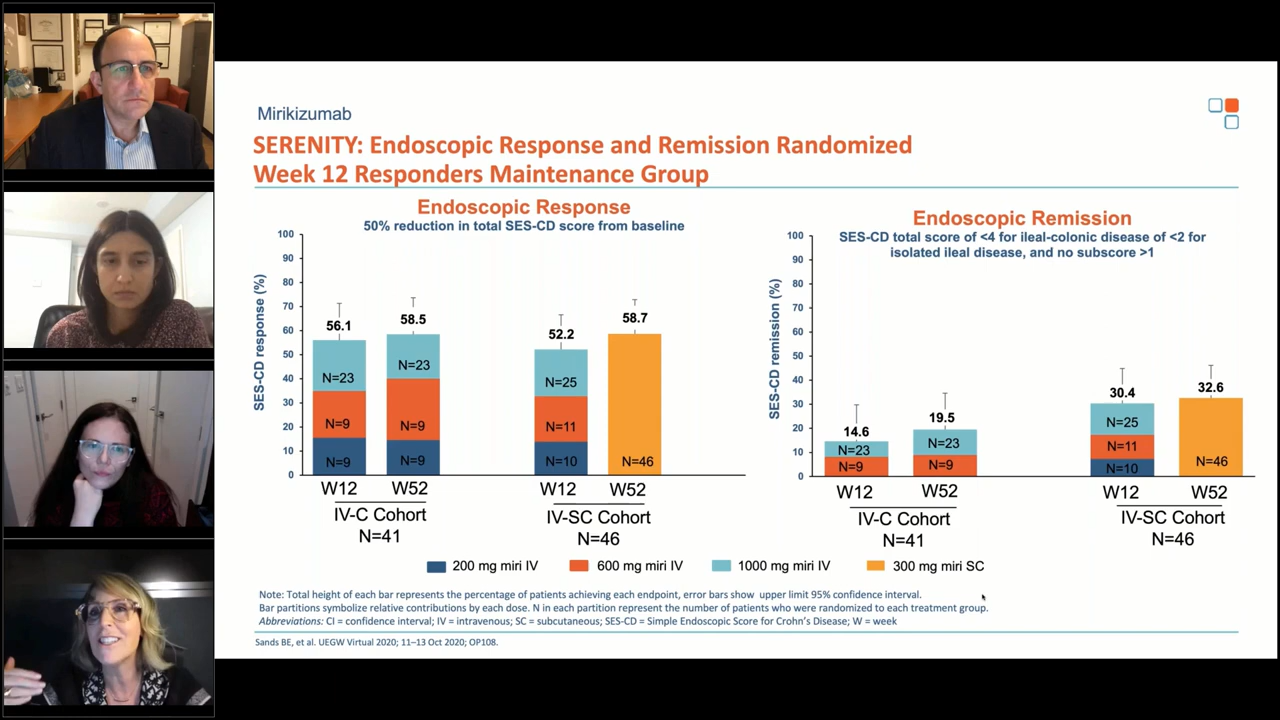 Mirikizumab
SERENITY: Endoscopic Response and Remission Randomized
Week 12 Responders Maintenance Group
Endoscopic Response
50% reduction in total SES-CD score from baseline
SES-CD response (%)
100
90
80
70
60
50
40
30
20
10
0
56.1
N=23
N=9
N=9
58.5
N=23
N=9
N=9
52.2
N=25
N=11
N=10
58.7
N=46
W12
W52
W12
W52
IV-C Cohort
N=41
IV-SC Cohort
N=46
Endoscopic Remission
SES-CD total score of <4 for ileal-colonic disease of <2 for
isolated ileal disease, and no subscore >1
SES-CD remission (%)
100
90
80
70
60
50
40
30
20
10
0
14.6
N=23
N=9
19.5
N=23
N=9
30.4
N=25
N=11
N=10
32.6
N=46
W12
W52
W12
W52
IV-C Cohort
N=41
IV-SC Cohort
N=46
200 mg miri IV
600 mg miri IV
1000 mg miri IV
300 mg miri SC
Note: Total height of each bar represents the percentage of patients achieving each endpoint, error bars show upper limit 95% confidence interval.
Bar partitions symbolize relative contributions by each dose. N in each partition represent the number of patients who were randomized to each treatment group.
Abbreviations: CI = confidence interval; IV = intravenous; SC = subcutaneous; SES-CD = Simple Endoscopic Score for Crohn's Disease; W = week
Sands BE, et al. UEGW Virtual 2020; 11–13 Oct 2020; OP108.